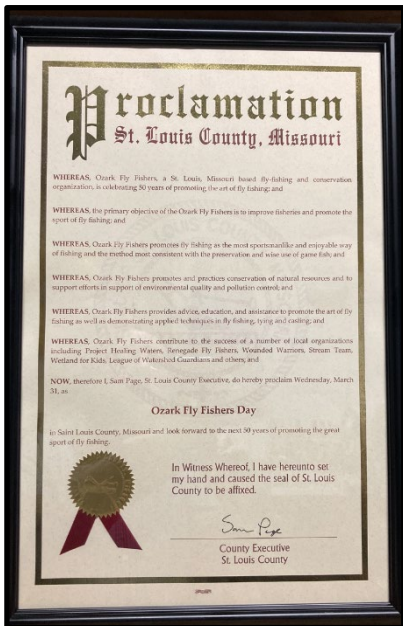 Proclamation
St. Louis County, Missouri
WHEREAS, Ozark Fly Fishers, a St. Louis, Missouri based fly-fishing and conservation
organization, is celebrating 50 years of promoting the art of fly fishing; and
WHEREAS, the primary objective of the Ozark Fly Fishers is to improve fisheries and promote the
sport of fly fishing; and
WHEREAS, Ozark Fly Fishers promotes fly fishing as the most sportsmanlike and enjoyable way
of fishing and the method most consistent with the preservation and wise use of game fish; and
WHEREAS, Ozark Fly Fishers promotes and practices conservation of natural resources and to
support efforts in support of environmental quality and pollution control; and
WHEREAS, Ozark Fly Fishers provides advice, education, and assistance to promote the art of fly
fishing as well as demonstrating applied techniques in fly fishing, tying and casting; and
WHEREAS, Ozark Fly Fishers contribute to the success of a number of local organizations
including Project Healing Waters, Renegade Fly Fishers, Wounded Warriors, Stream Team,
Wetland for Kids, League of Watershed Guardians and others, and
NOW, therefore I, Sam Page, St. Louis County Executive, do hereby proclaim Wednesday, March
31, as
Ozark Fly Fishers Day
in Saint Louis County, Missouri and look forward to the next 50 years of promoting the great
sport of fly fishing.
In Witness Whereof, I have hereunto set
my hand and caused the seal of St. Louis
County to be affixed.
Sam Page
County Executive
St. Louis County